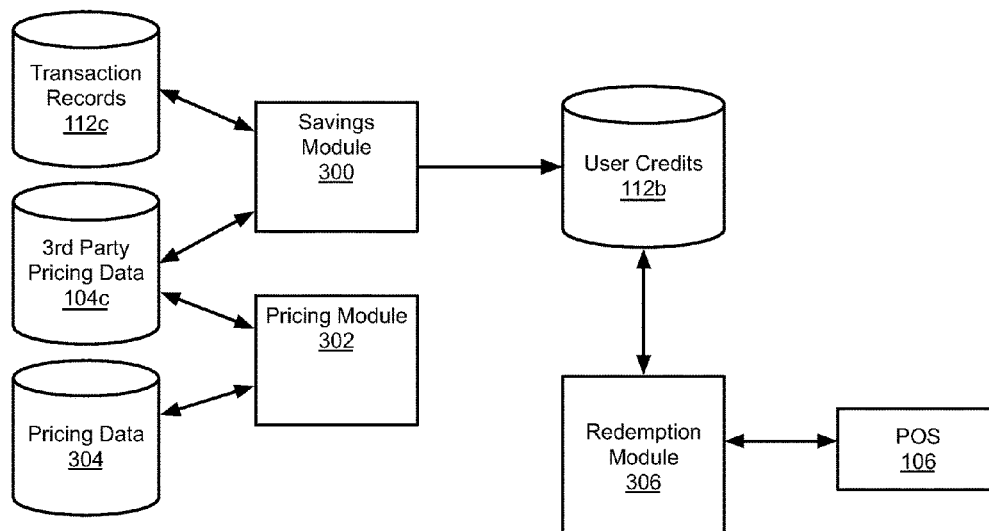 Transaction
Records
112c
Savings
Module
300
User Credits
112b
3rd Party
Pricing Data
104c
Pricing Module
302
Pricing Data
304
Redemption
Module
306
POS
106